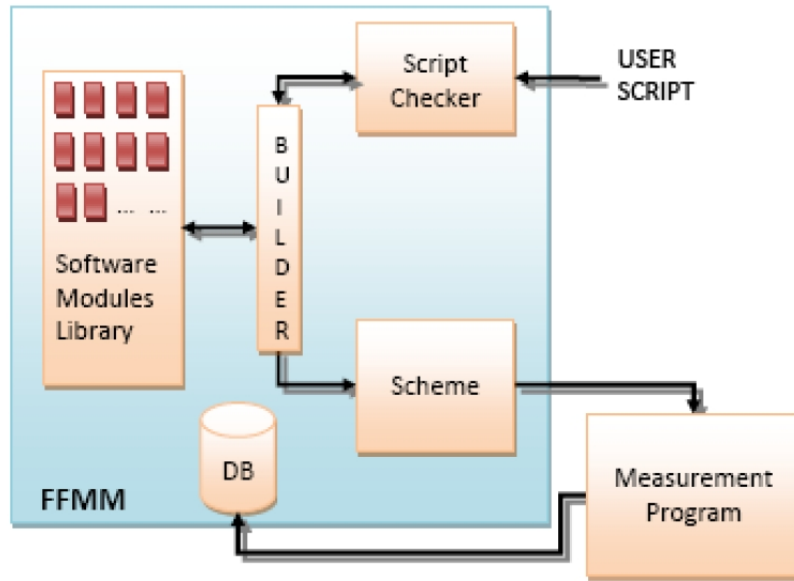 Script
Checker
USER
SCRIPT
B
U
I
L
D
E
R
... ...
Software
Modules
Library
Scheme
DB
FFMM
Measurement
Program